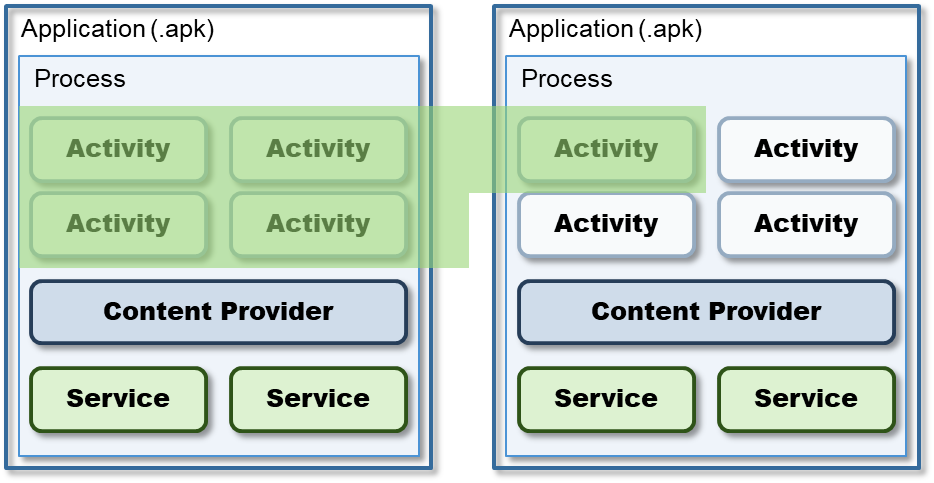 Application (.apk)
Process
Activity Activity
Activity Activity
Content Provider
Service Service
Application (.apk)
Process
Activity Activity
Activity Activity
Content Provider
Service Service